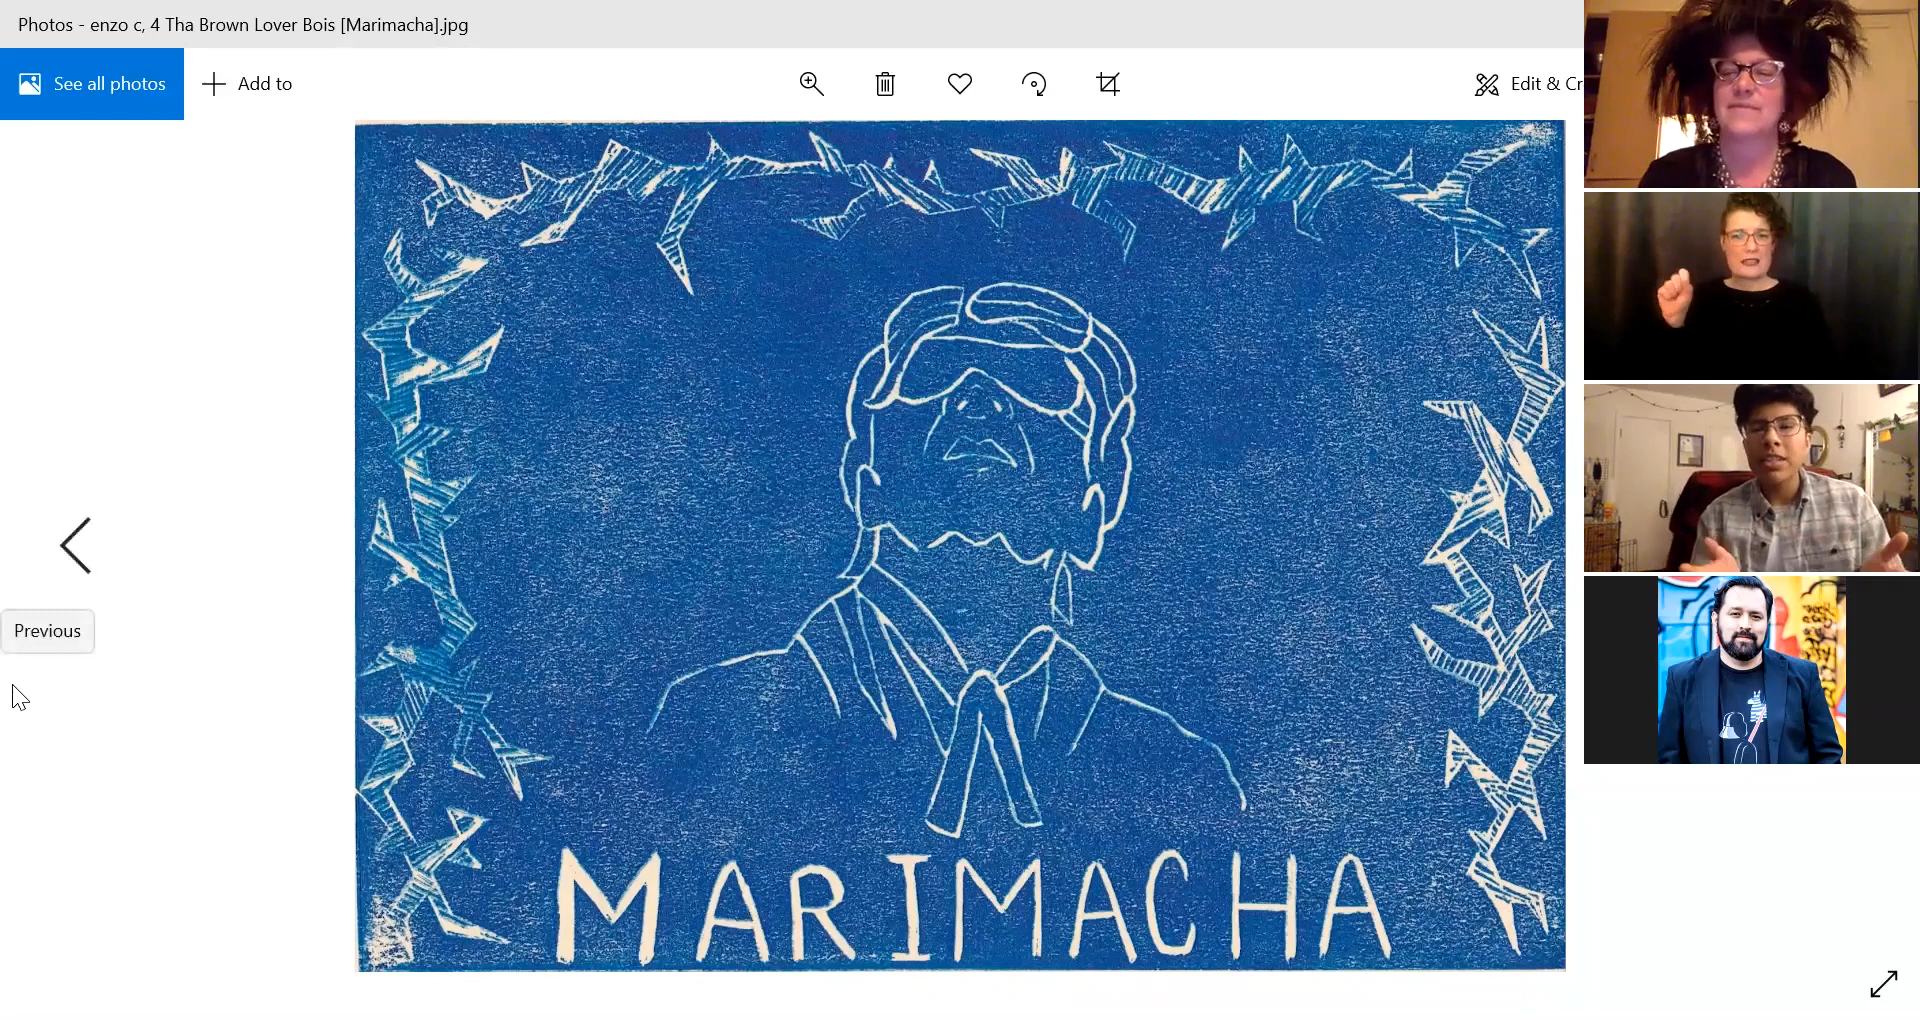 Photos - enzo c, 4 Tha Brown Lover Bois [Marimacha].jpg
See all photos
Add to
Edit & Cr
Previous
MARIMACHA